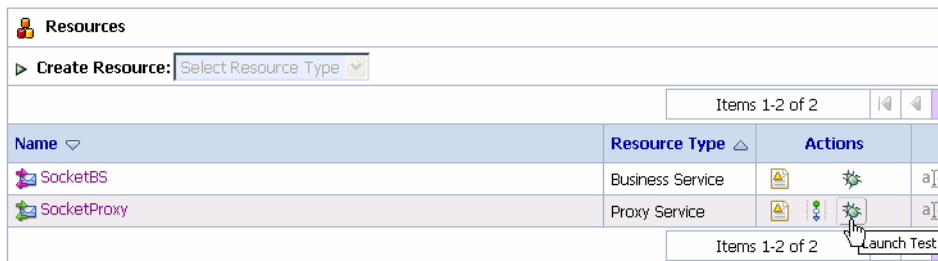 Resources
Create Resource: Select Resource Type
Items 1-2 of 2
Name Resource Type Actions
SocketBS Business Service
SocketProxy Proxy Service
Items 1-2 of 2 Launch Test